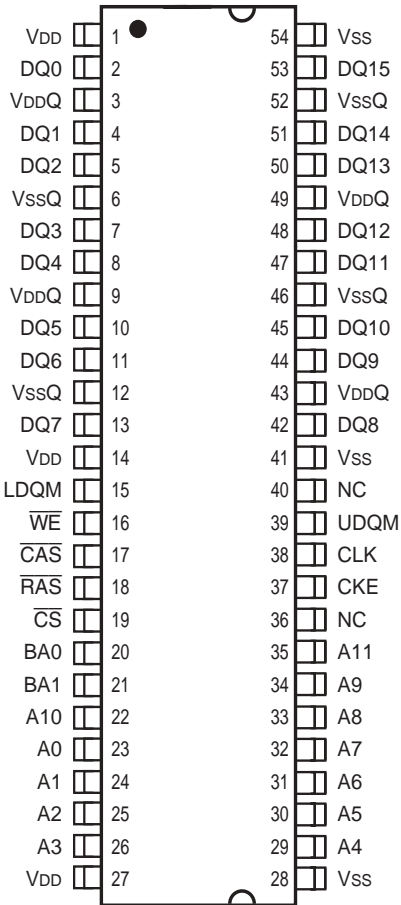 VDD 1 54 VSS
DQ0 2 53 DQ15
VDDQ 3 52 VSSQ
DQ1 4 51 DQ14
DQ2 5 50 DQ13
VSSQ 6 49 VDDQ
DQ3 7 48 DQ12
DQ4 8 47 DQ11
VDDQ 9 46 VSSQ
DQ5 10 45 DQ10
DQ6 11 44 DQ9
VSSQ 12 43 VDDQ
DQ7 13 42 DQ8
VDD 14 41 VSS
LDQM 15 40 NC
W̅E̅ 16 39 UDQM
C̅A̅S̅ 17 38 CLK
R̅A̅S̅ 18 37 CKE
C̅S̅ 19 36 NC
BA0 20 35 A11
BA1 21 34 A9
A10 22 33 A8
A0 23 32 A7
A1 24 31 A6
A2 25 30 A5
A3 26 29 A4
VDD 27 28 VSS